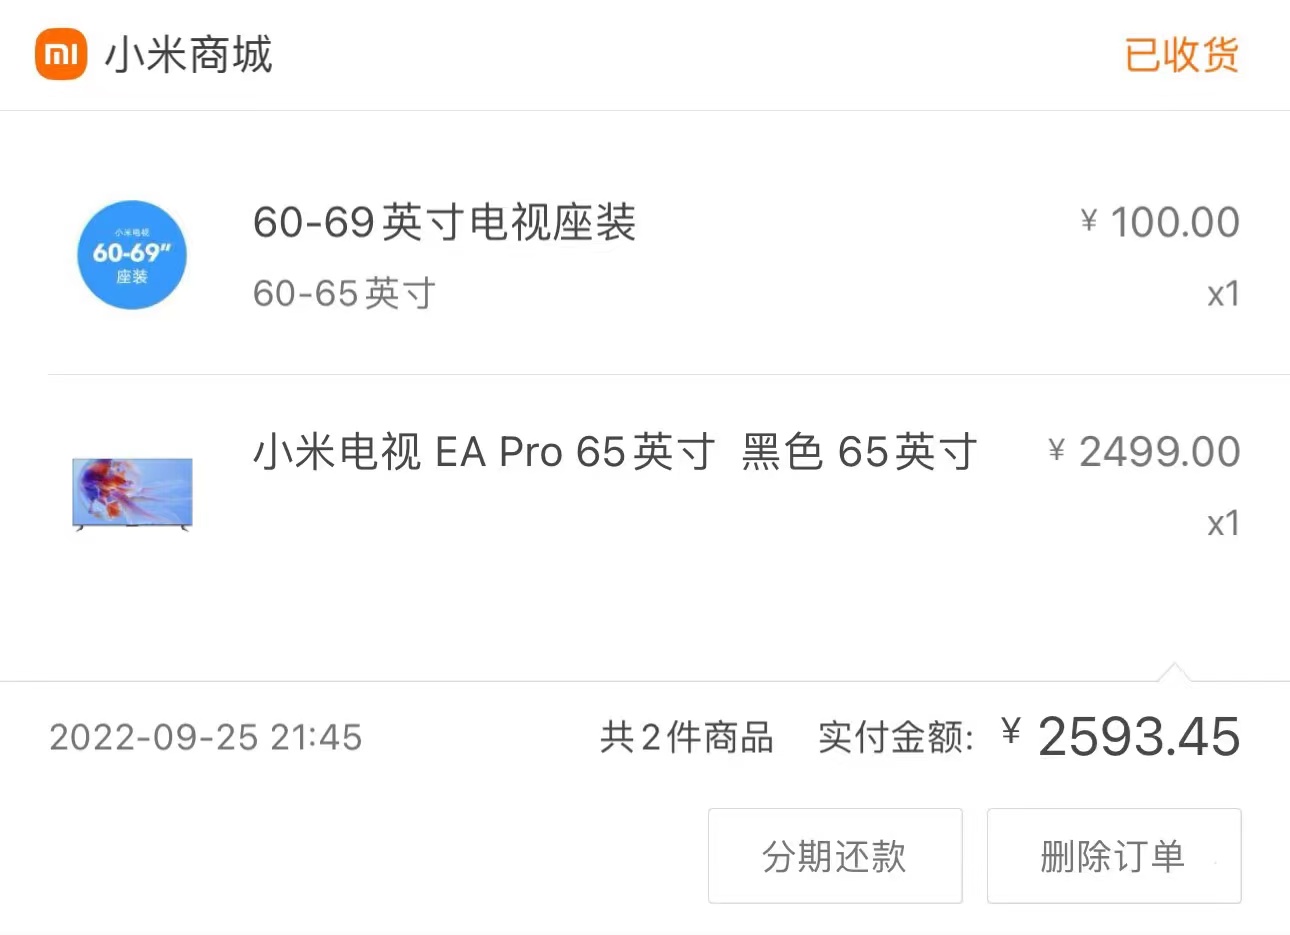 小米商城
已收货
小米电视
60-69"
座装
60-69英寸电视座装
¥ 100.00
60-65英寸
x1
小米电视 EA Pro 65英寸 黑色 65英寸
¥ 2499.00
x1
2022-09-25 21:45
共2件商品 实付金额: ¥ 2593.45
分期还款
删除订单